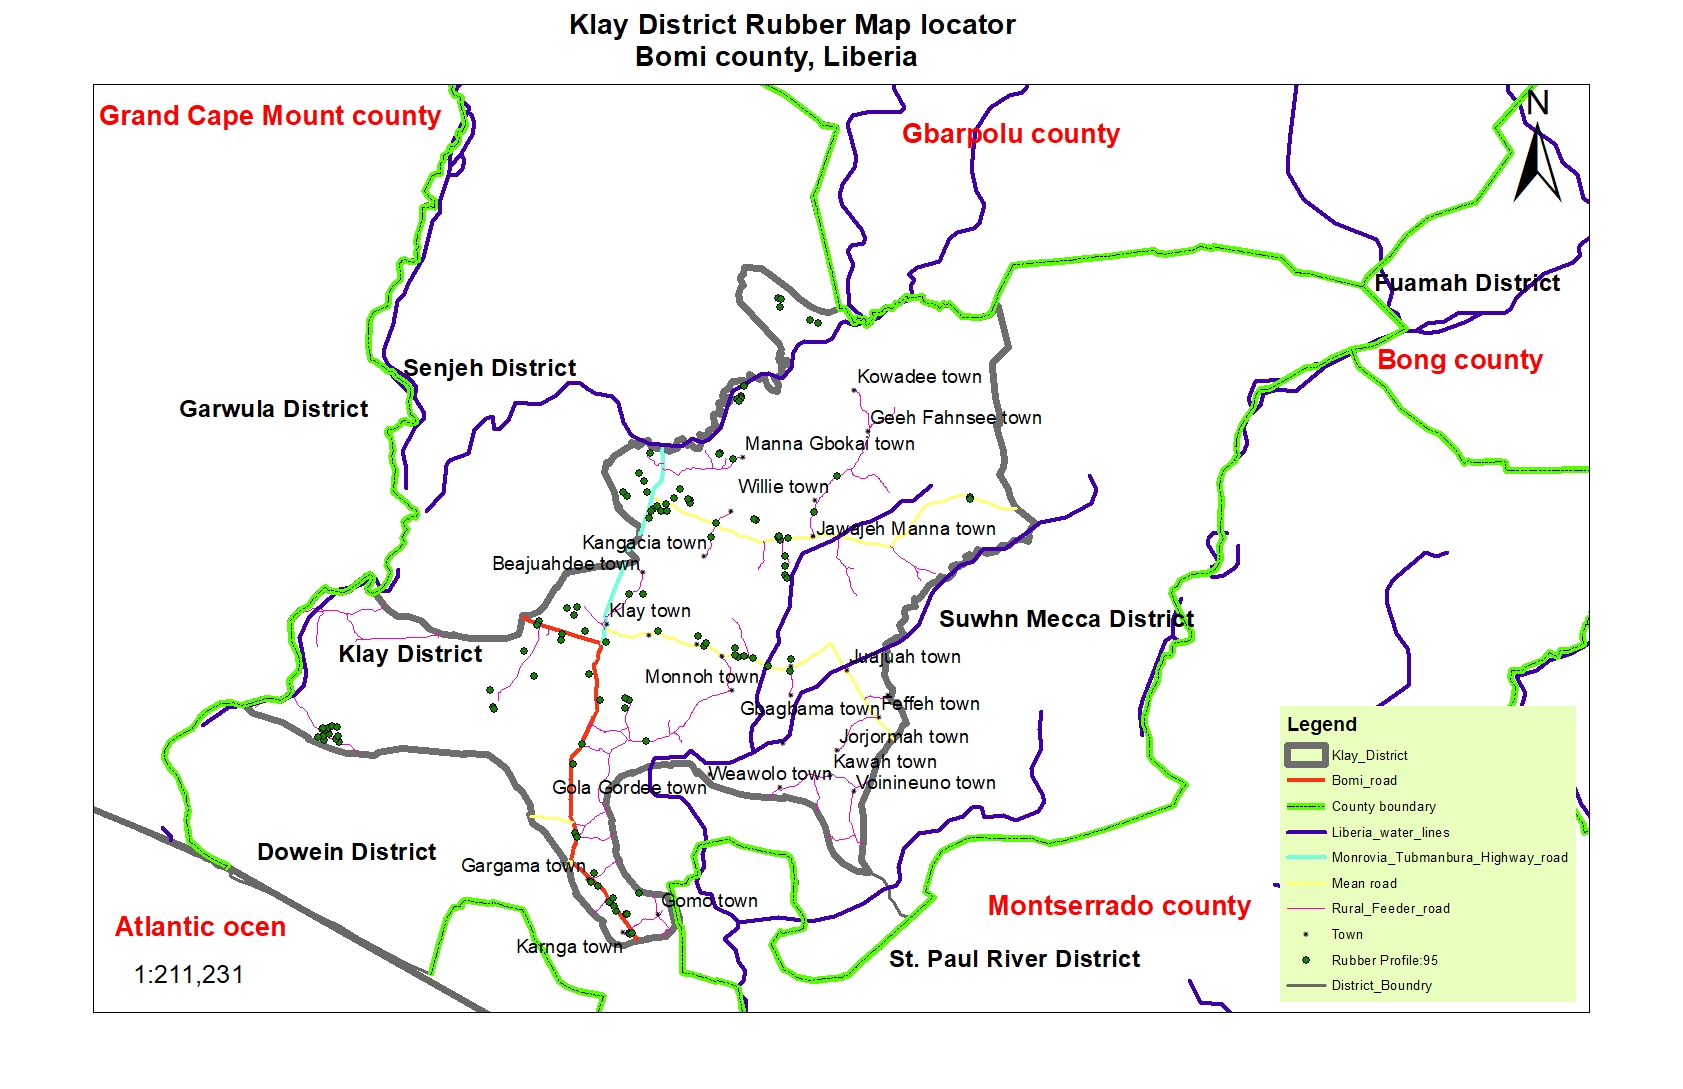 Klay District Rubber Map locator
Bomi county, Liberia
N
Grand Cape Mount county
Gbarpolu county
Fuamah District
Bong county
Senjeh District
Garwula District
Kowadee town
Geeh Fahnsee town
Manna Gbokai town
Willie town
Jawajeh Manna town
Kangacia town
Beajuahdee town
Klay town
Suwhn Mecca District
Klay District
Juajuah town
Monnoh town
Gbagbama town
Feffeh town
Jorjormah town
Kawah town
Weawolo town
Voinineuno town
Gola Gordee town
Dowein District
Gargama town
Gomo town
Montserrado county
Atlantic ocen
Karnga town
St. Paul River District
1:211,231
Legend
Klay_District
Bomi_road
County boundary
Liberia_water_lines
Monrovia_Tubmanbura_Highway_road
Mean road
Rural_Feeder_road
Town
Rubber Profile:95
District_Boundry